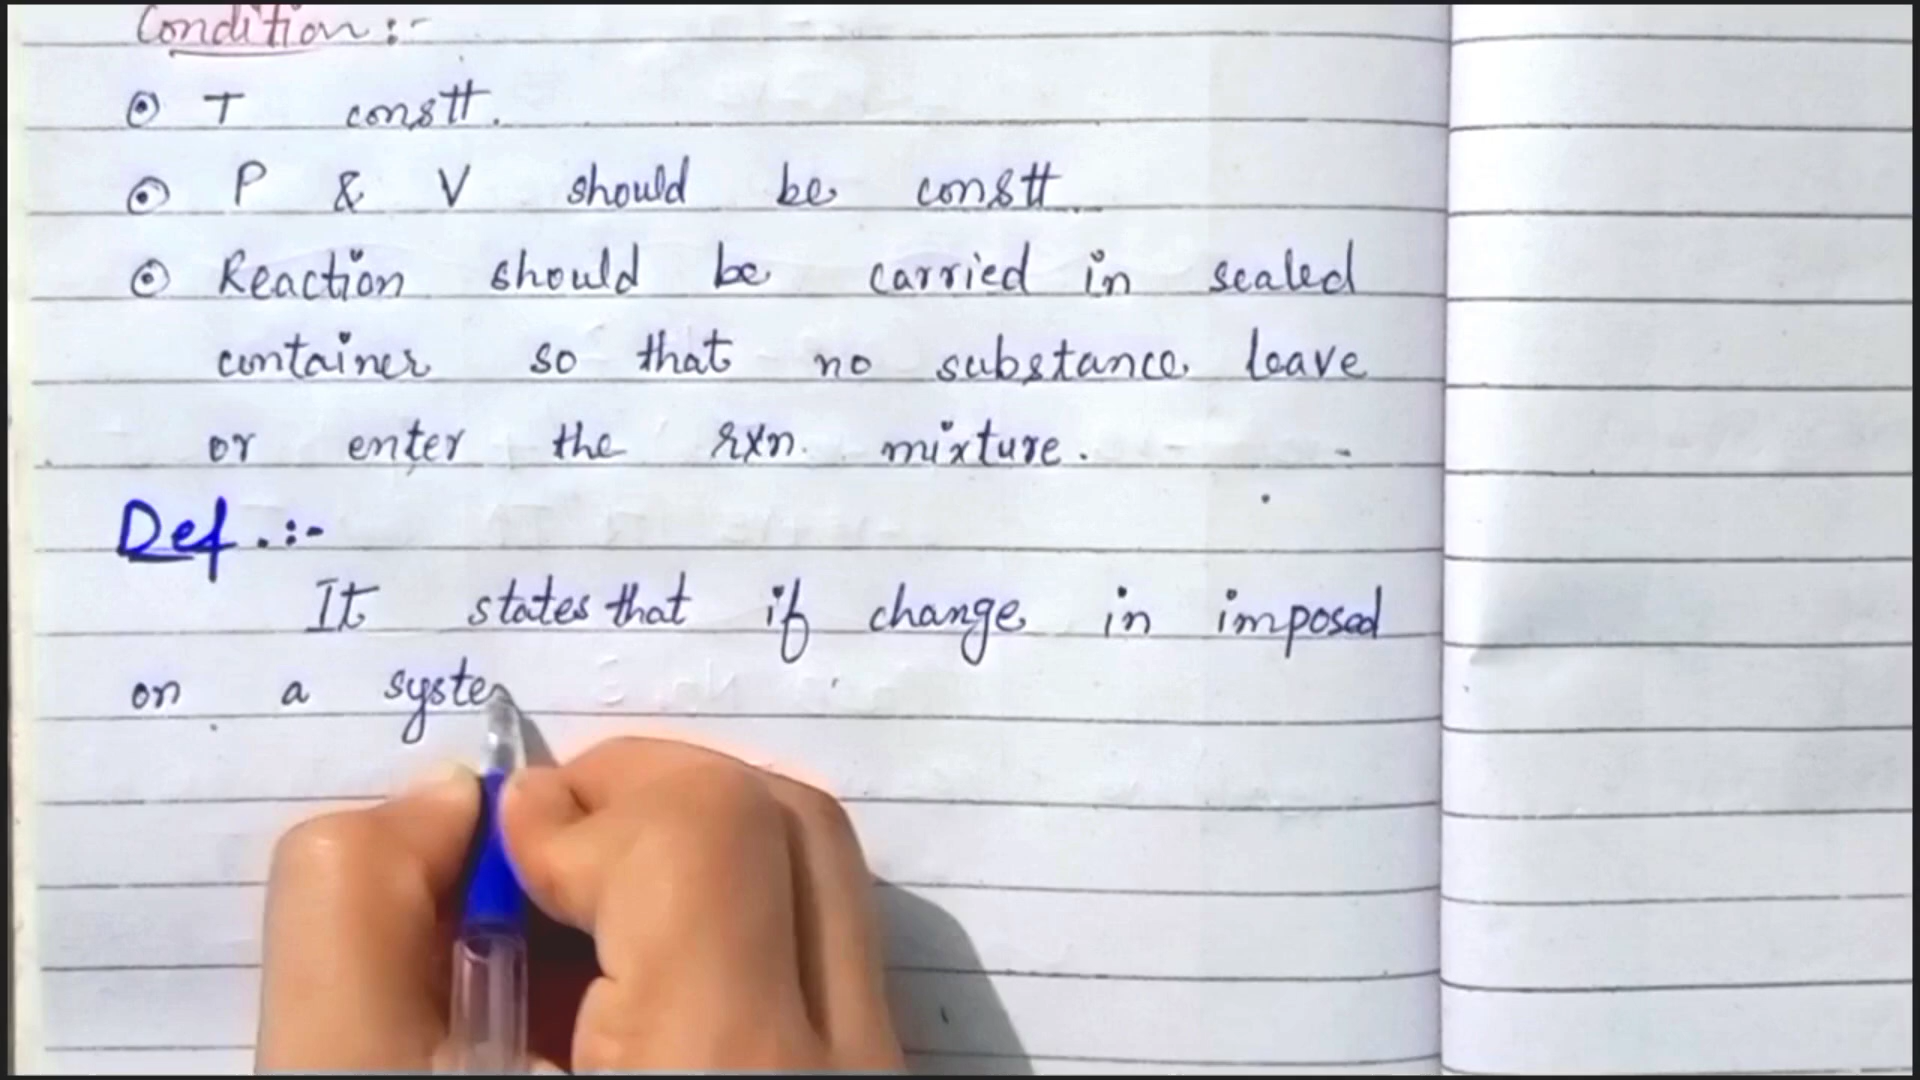 Condition :-
T constt.
P & V should be constt
Reaction should be carried in sealed
container so that no substance leave
or enter the rxn. mixture.
Def. :-
It states that if change in imposed
on a system